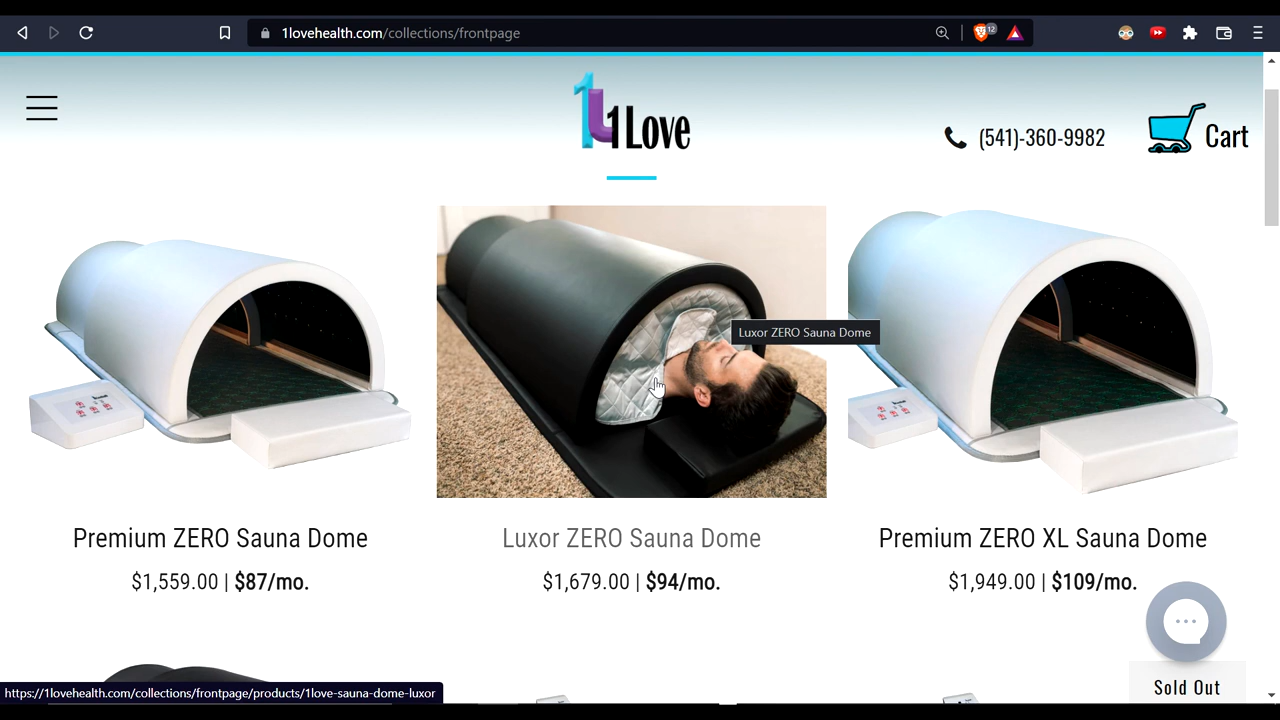 1lovehealth.com/collections/frontpage
12
1Love
(541)-360-9982
Cart
Luxor ZERO Sauna Dome
Premium ZERO Sauna Dome
Luxor ZERO Sauna Dome
Premium ZERO XL Sauna Dome
$1,559.00 | $87/mo.
$1,679.00 | $94/mo.
$1,949.00 | $109/mo.
Sold Out
https://1lovehealth.com/collections/frontpage/products/1love-sauna-dome-luxor